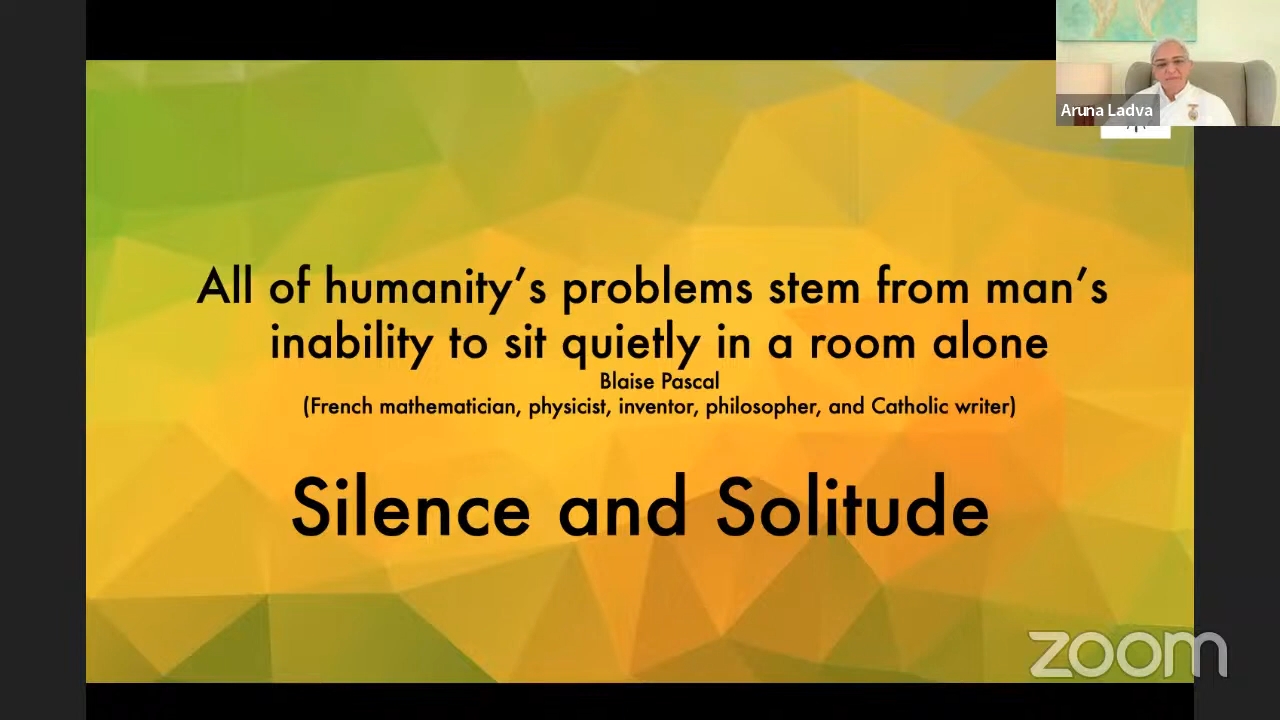 Aruna Ladva
All of humanity’s problems stem from man’s
inability to sit quietly in a room alone
Blaise Pascal
(French mathematician, physicist, inventor, philosopher, and Catholic writer)
Silence and Solitude
zoom